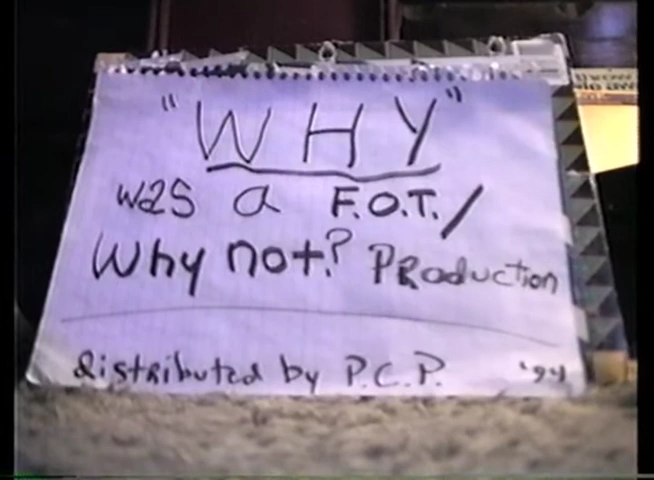 "WHY"
was a F.O.T./
Why not? Production
distributed by P.C.P. '94